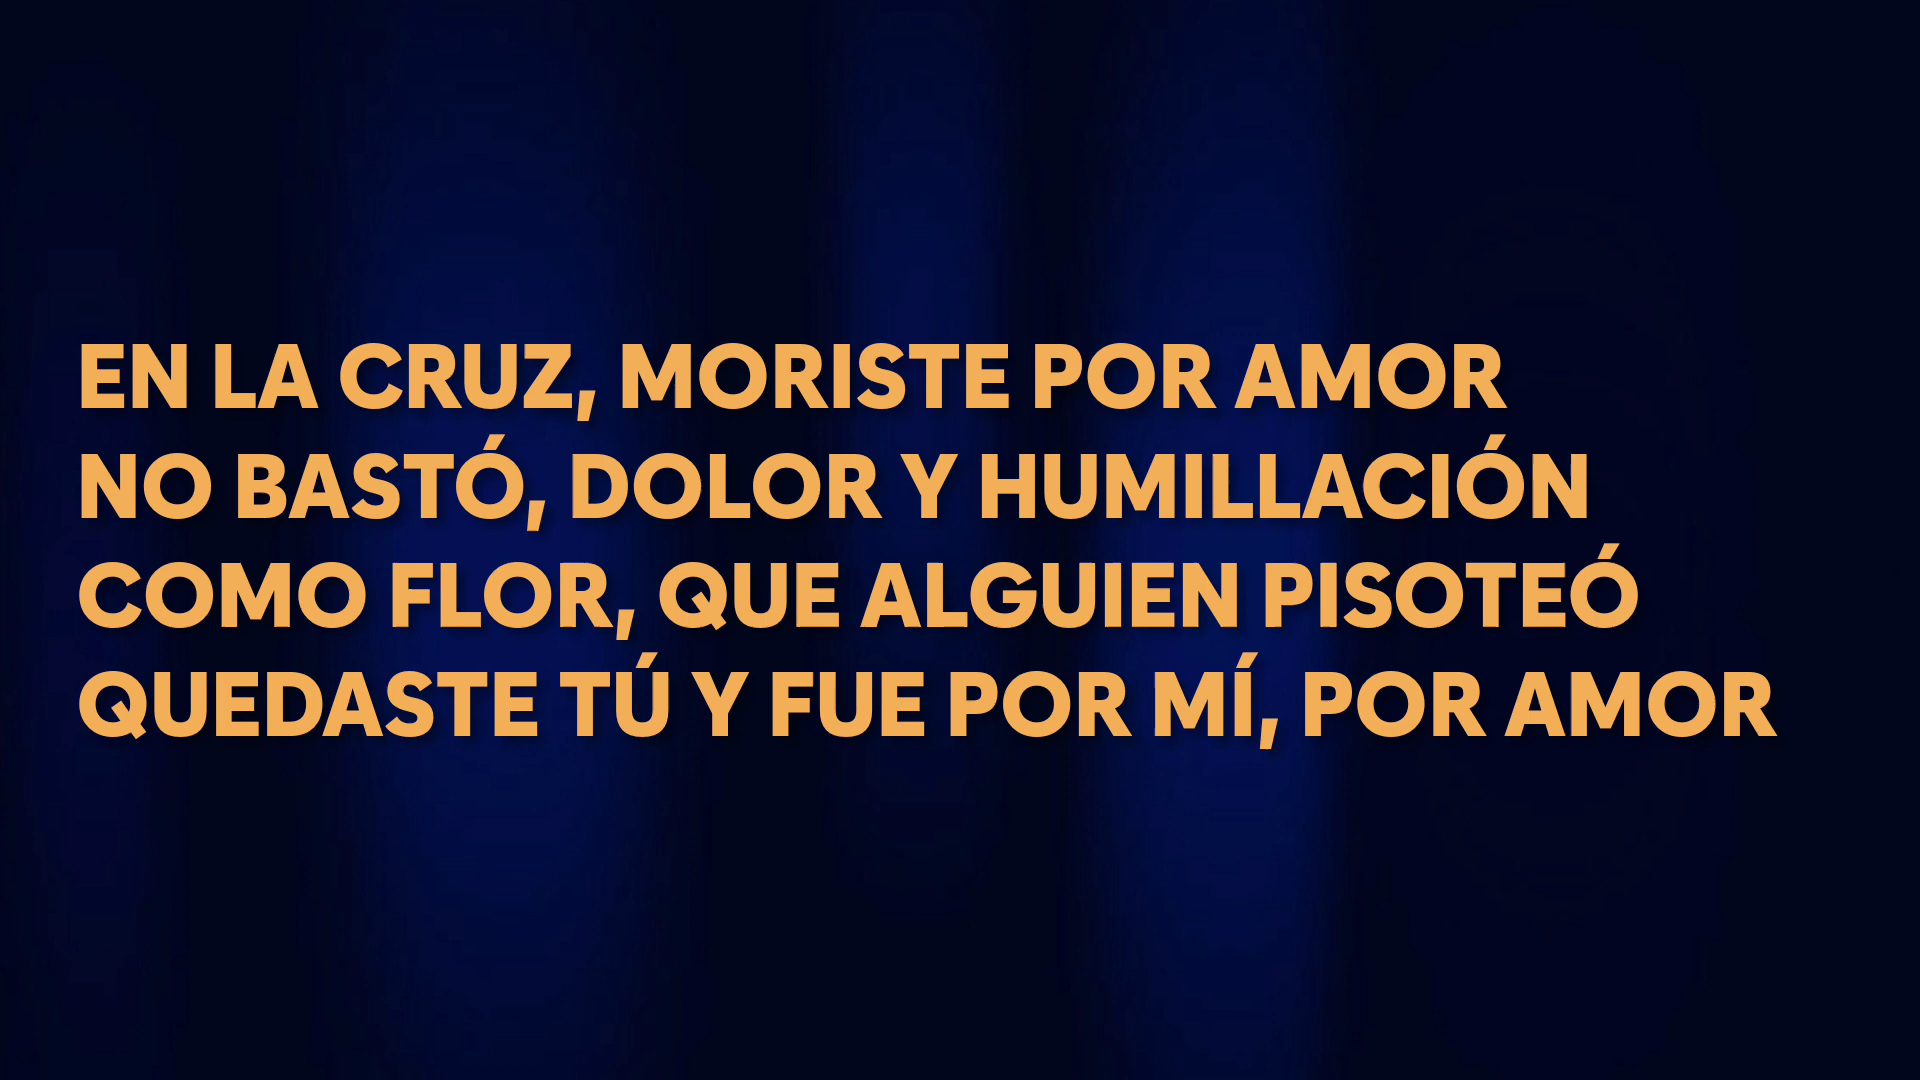 EN LA CRUZ, MORISTE POR AMOR
NO BASTÓ, DOLOR Y HUMILLACIÓN
COMO FLOR, QUE ALGUIEN PISOTEÓ
QUEDASTE TÚ Y FUE POR MÍ, POR AMOR